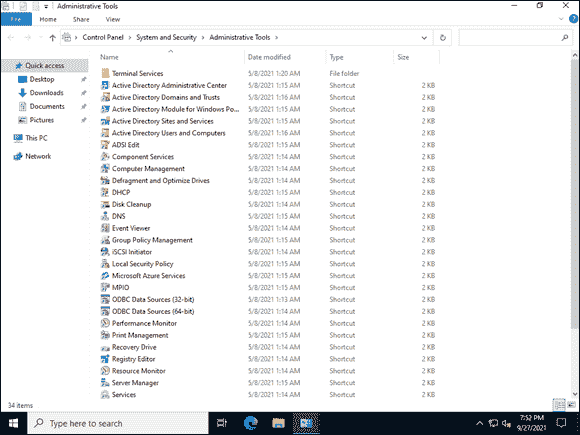 Administrative Tools
File Home Share View
Control Panel System and Security Administrative Tools
Name Date modified Type Size
Quick access
Desktop
Downloads
Documents
Pictures
This PC
Network
Terminal Services 5/8/2021 1:20 AM File folder
Active Directory Administrative Center 5/8/2021 1:15 AM Shortcut 2 KB
Active Directory Domains and Trusts 5/8/2021 1:16 AM Shortcut 2 KB
Active Directory Module for Windows Po... 5/8/2021 1:15 AM Shortcut 2 KB
Active Directory Sites and Services 5/8/2021 1:15 AM Shortcut 2 KB
Active Directory Users and Computers 5/8/2021 1:16 AM Shortcut 2 KB
ADSI Edit 5/8/2021 1:15 AM Shortcut 2 KB
Component Services 5/8/2021 1:14 AM Shortcut 2 KB
Computer Management 5/8/2021 1:14 AM Shortcut 2 KB
Defragment and Optimize Drives 5/8/2021 1:14 AM Shortcut 2 KB
DHCP 5/8/2021 1:15 AM Shortcut 2 KB
Disk Cleanup 5/8/2021 1:14 AM Shortcut 2 KB
DNS 5/8/2021 1:15 AM Shortcut 2 KB
Event Viewer 5/8/2021 1:14 AM Shortcut 2 KB
Group Policy Management 5/8/2021 1:15 AM Shortcut 2 KB
iSCSI Initiator 5/8/2021 1:14 AM Shortcut 2 KB
Local Security Policy 5/8/2021 1:15 AM Shortcut 2 KB
Microsoft Azure Services 5/8/2021 1:15 AM Shortcut 2 KB
MPIO 5/8/2021 1:15 AM Shortcut 2 KB
ODBC Data Sources (32-bit) 5/8/2021 1:13 AM Shortcut 2 KB
ODBC Data Sources (64-bit) 5/8/2021 1:14 AM Shortcut 2 KB
Performance Monitor 5/8/2021 1:14 AM Shortcut 2 KB
Print Management 5/8/2021 1:15 AM Shortcut 2 KB
Recovery Drive 5/8/2021 1:14 AM Shortcut 2 KB
Registry Editor 5/8/2021 1:14 AM Shortcut 2 KB
Resource Monitor 5/8/2021 1:14 AM Shortcut 2 KB
Server Manager 5/8/2021 1:15 AM Shortcut 2 KB
Services 5/8/2021 1:14 AM Shortcut 2 KB
34 items
Type here to search
7:52 PM
9/27/2021